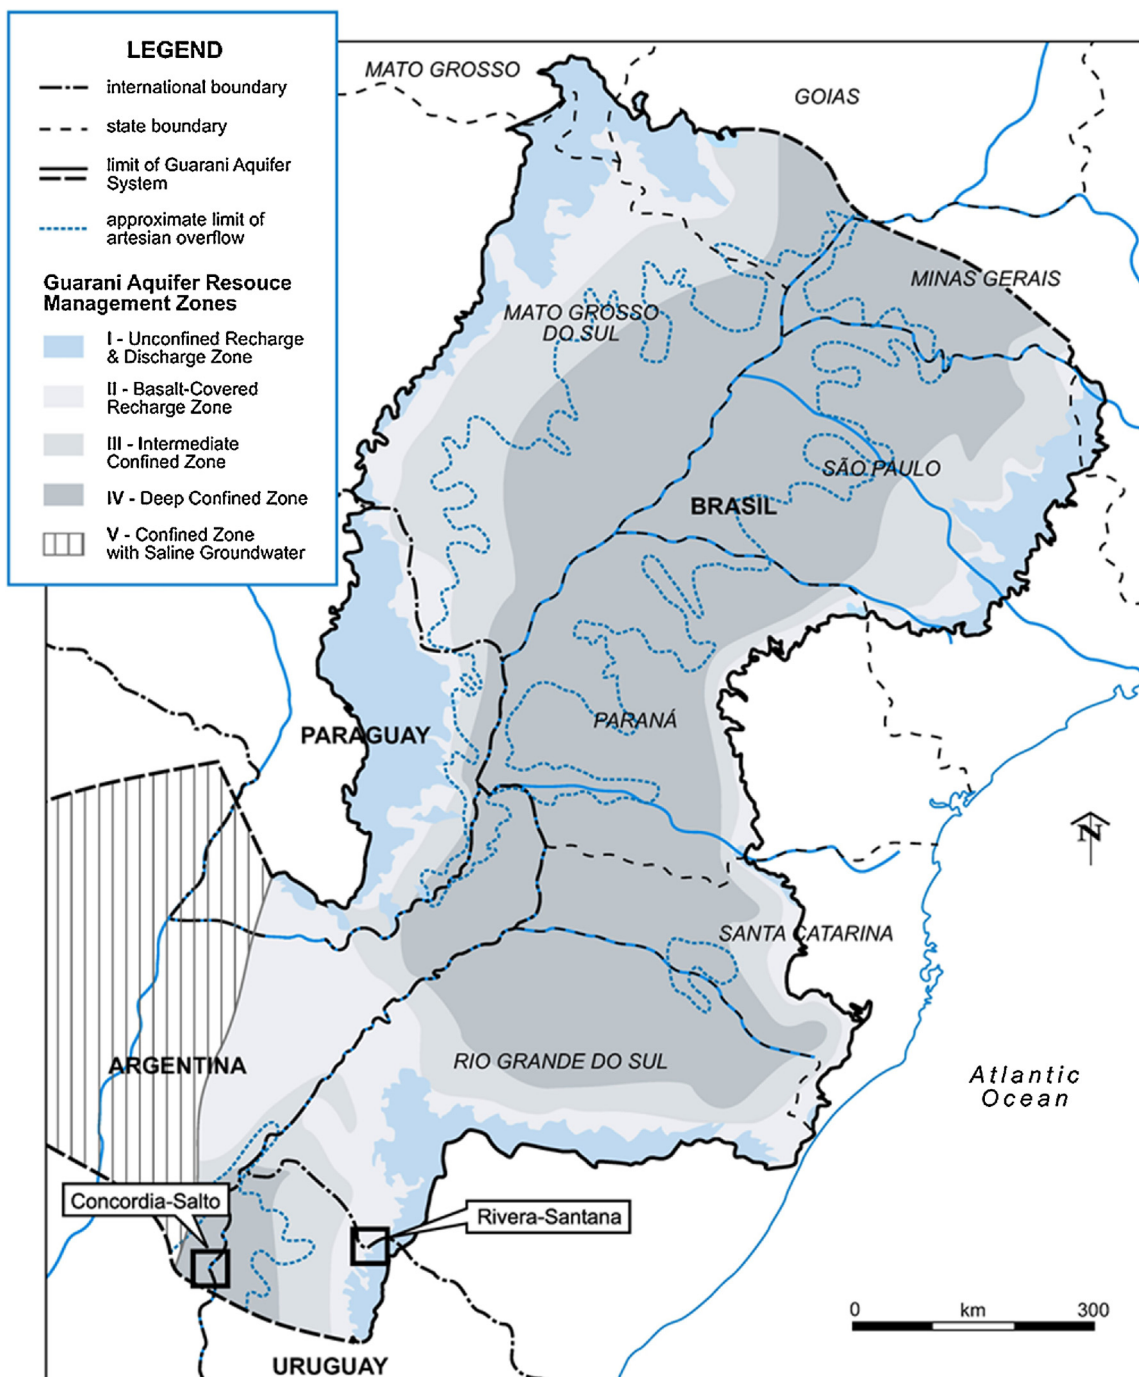 LEGEND
international boundary
state boundary
limit of Guarani Aquifer
System
approximate limit of
artesian overflow
Guarani Aquifer Resouce
Management Zones
I - Unconfined Recharge
& Discharge Zone
II - Basalt-Covered
Recharge Zone
III - Intermediate
Confined Zone
IV - Deep Confined Zone
V - Confined Zone
with Saline Groundwater
MATO GROSSO
GOIAS
MINAS GERAIS
MATO GROSSO
DO SUL
SÃO PAULO
BRASIL
PARANÁ
PARAGUAY
N
SANTA CATARINA
ARGENTINA
RIO GRANDE DO SUL
Atlantic
Ocean
Concordia-Salto
Rivera-Santana
0 km 300
URUGUAY